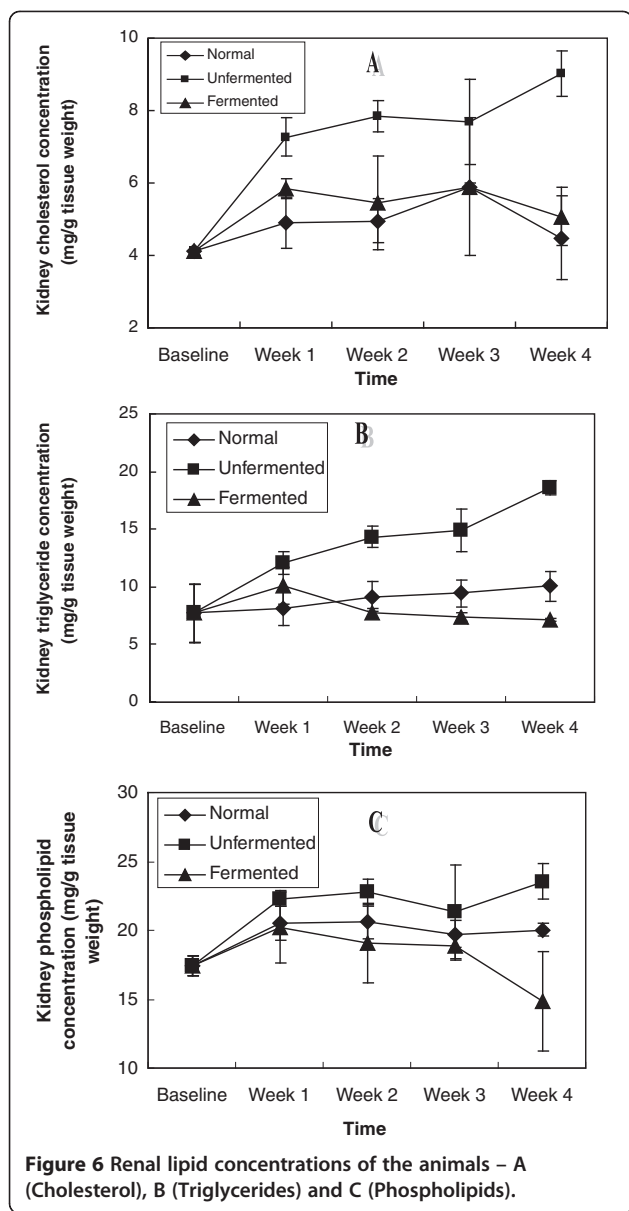 Kidney cholesterol concentration
(mg/g tissue weight)
10
8
6
4
2
Normal
Unfermented
Fermented
A
Baseline Week 1 Week 2 Week 3 Week 4
Time
Kidney triglyceride concentration
(mg/g tissue weight)
25
20
15
10
5
0
Normal
Unfermented
Fermented
B
Baseline Week 1 Week 2 Week 3 Week 4
Time
Kidney phospholipid
concentration (mg/g tissue
weight)
30
25
20
15
10
Normal
Unfermented
Fermented
C
Baseline Week 1 Week 2 Week 3 Week 4
Time
Figure 6 Renal lipid concentrations of the animals – A
(Cholesterol), B (Triglycerides) and C (Phospholipids).